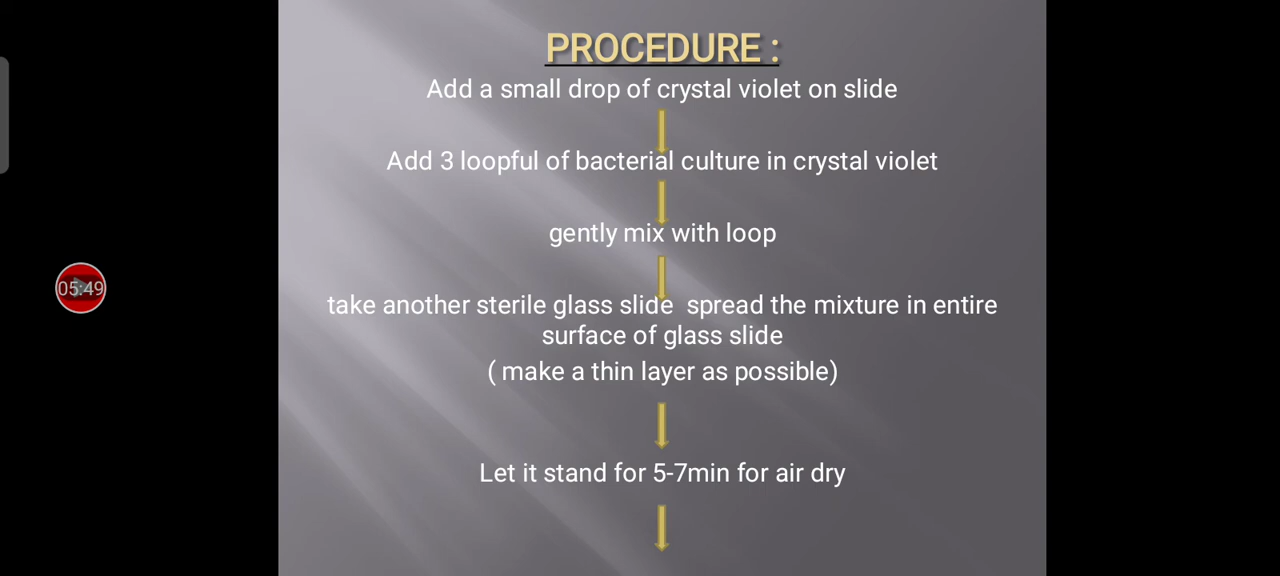 PROCEDURE :
Add a small drop of crystal violet on slide
Add 3 loopful of bacterial culture in crystal violet
gently mix with loop
take another sterile glass slide  spread the mixture in entire
surface of glass slide
( make a thin layer as possible)
Let it stand for 5-7min for air dry
05:49